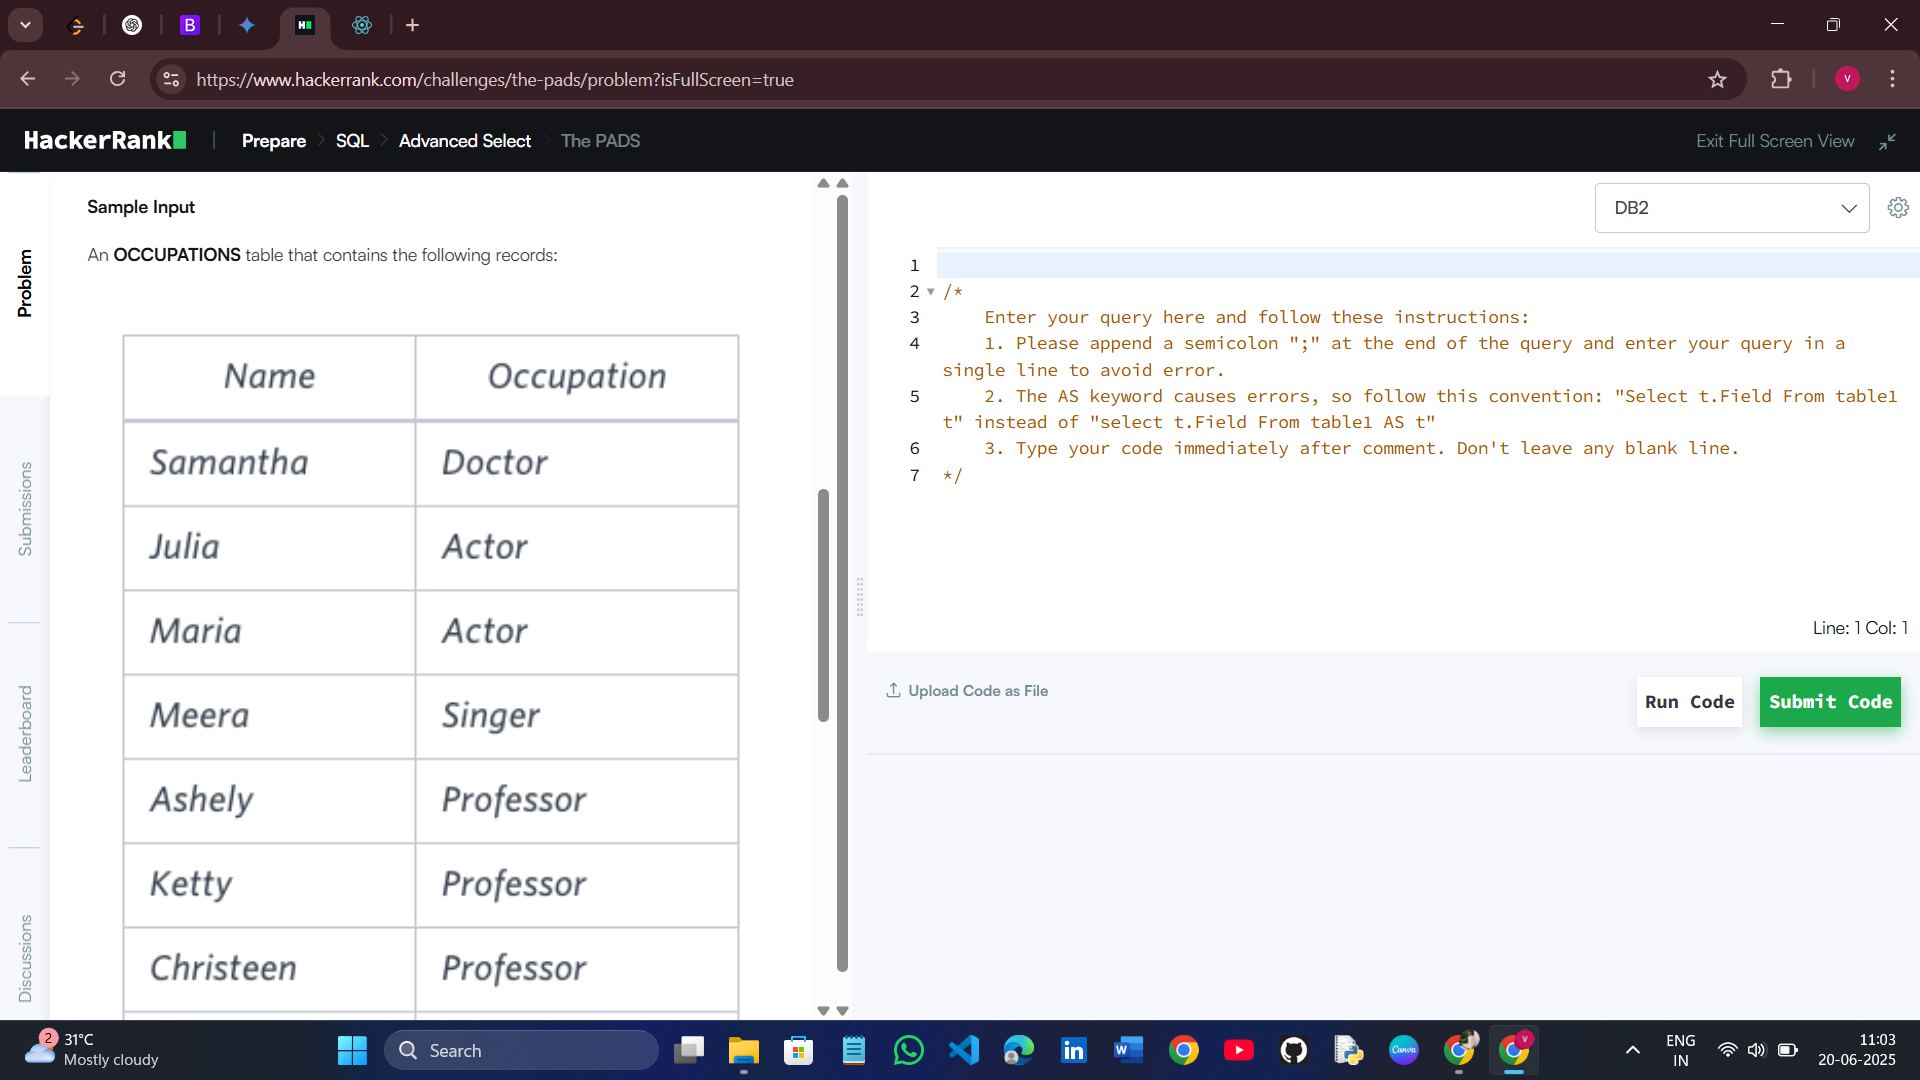 https://www.hackerrank.com/challenges/the-pads/problem?isFullScreen=true
HackerRank
Prepare
SQL
Advanced Select
The PADS
Exit Full Screen View
Problem
Submissions
Leaderboard
Discussions
Sample Input
An OCCUPATIONS table that contains the following records:
Name Occupation
Samantha Doctor
Julia Actor
Maria Actor
Meera Singer
Ashely Professor
Ketty Professor
Christeen Professor
DB2
1
2 /*
3 Enter your query here and follow these instructions:
4 1. Please append a semicolon ";" at the end of the query and enter your query in a
single line to avoid error.
5 2. The AS keyword causes errors, so follow this convention: "Select t.Field From table1
t" instead of "select t.Field From table1 AS t"
6 3. Type your code immediately after comment. Don't leave any blank line.
7 */
Line: 1 Col: 1
Upload Code as File
Run Code
Submit Code
2
31°C
Mostly cloudy
Search
ENG
IN
11:03
20-06-2025